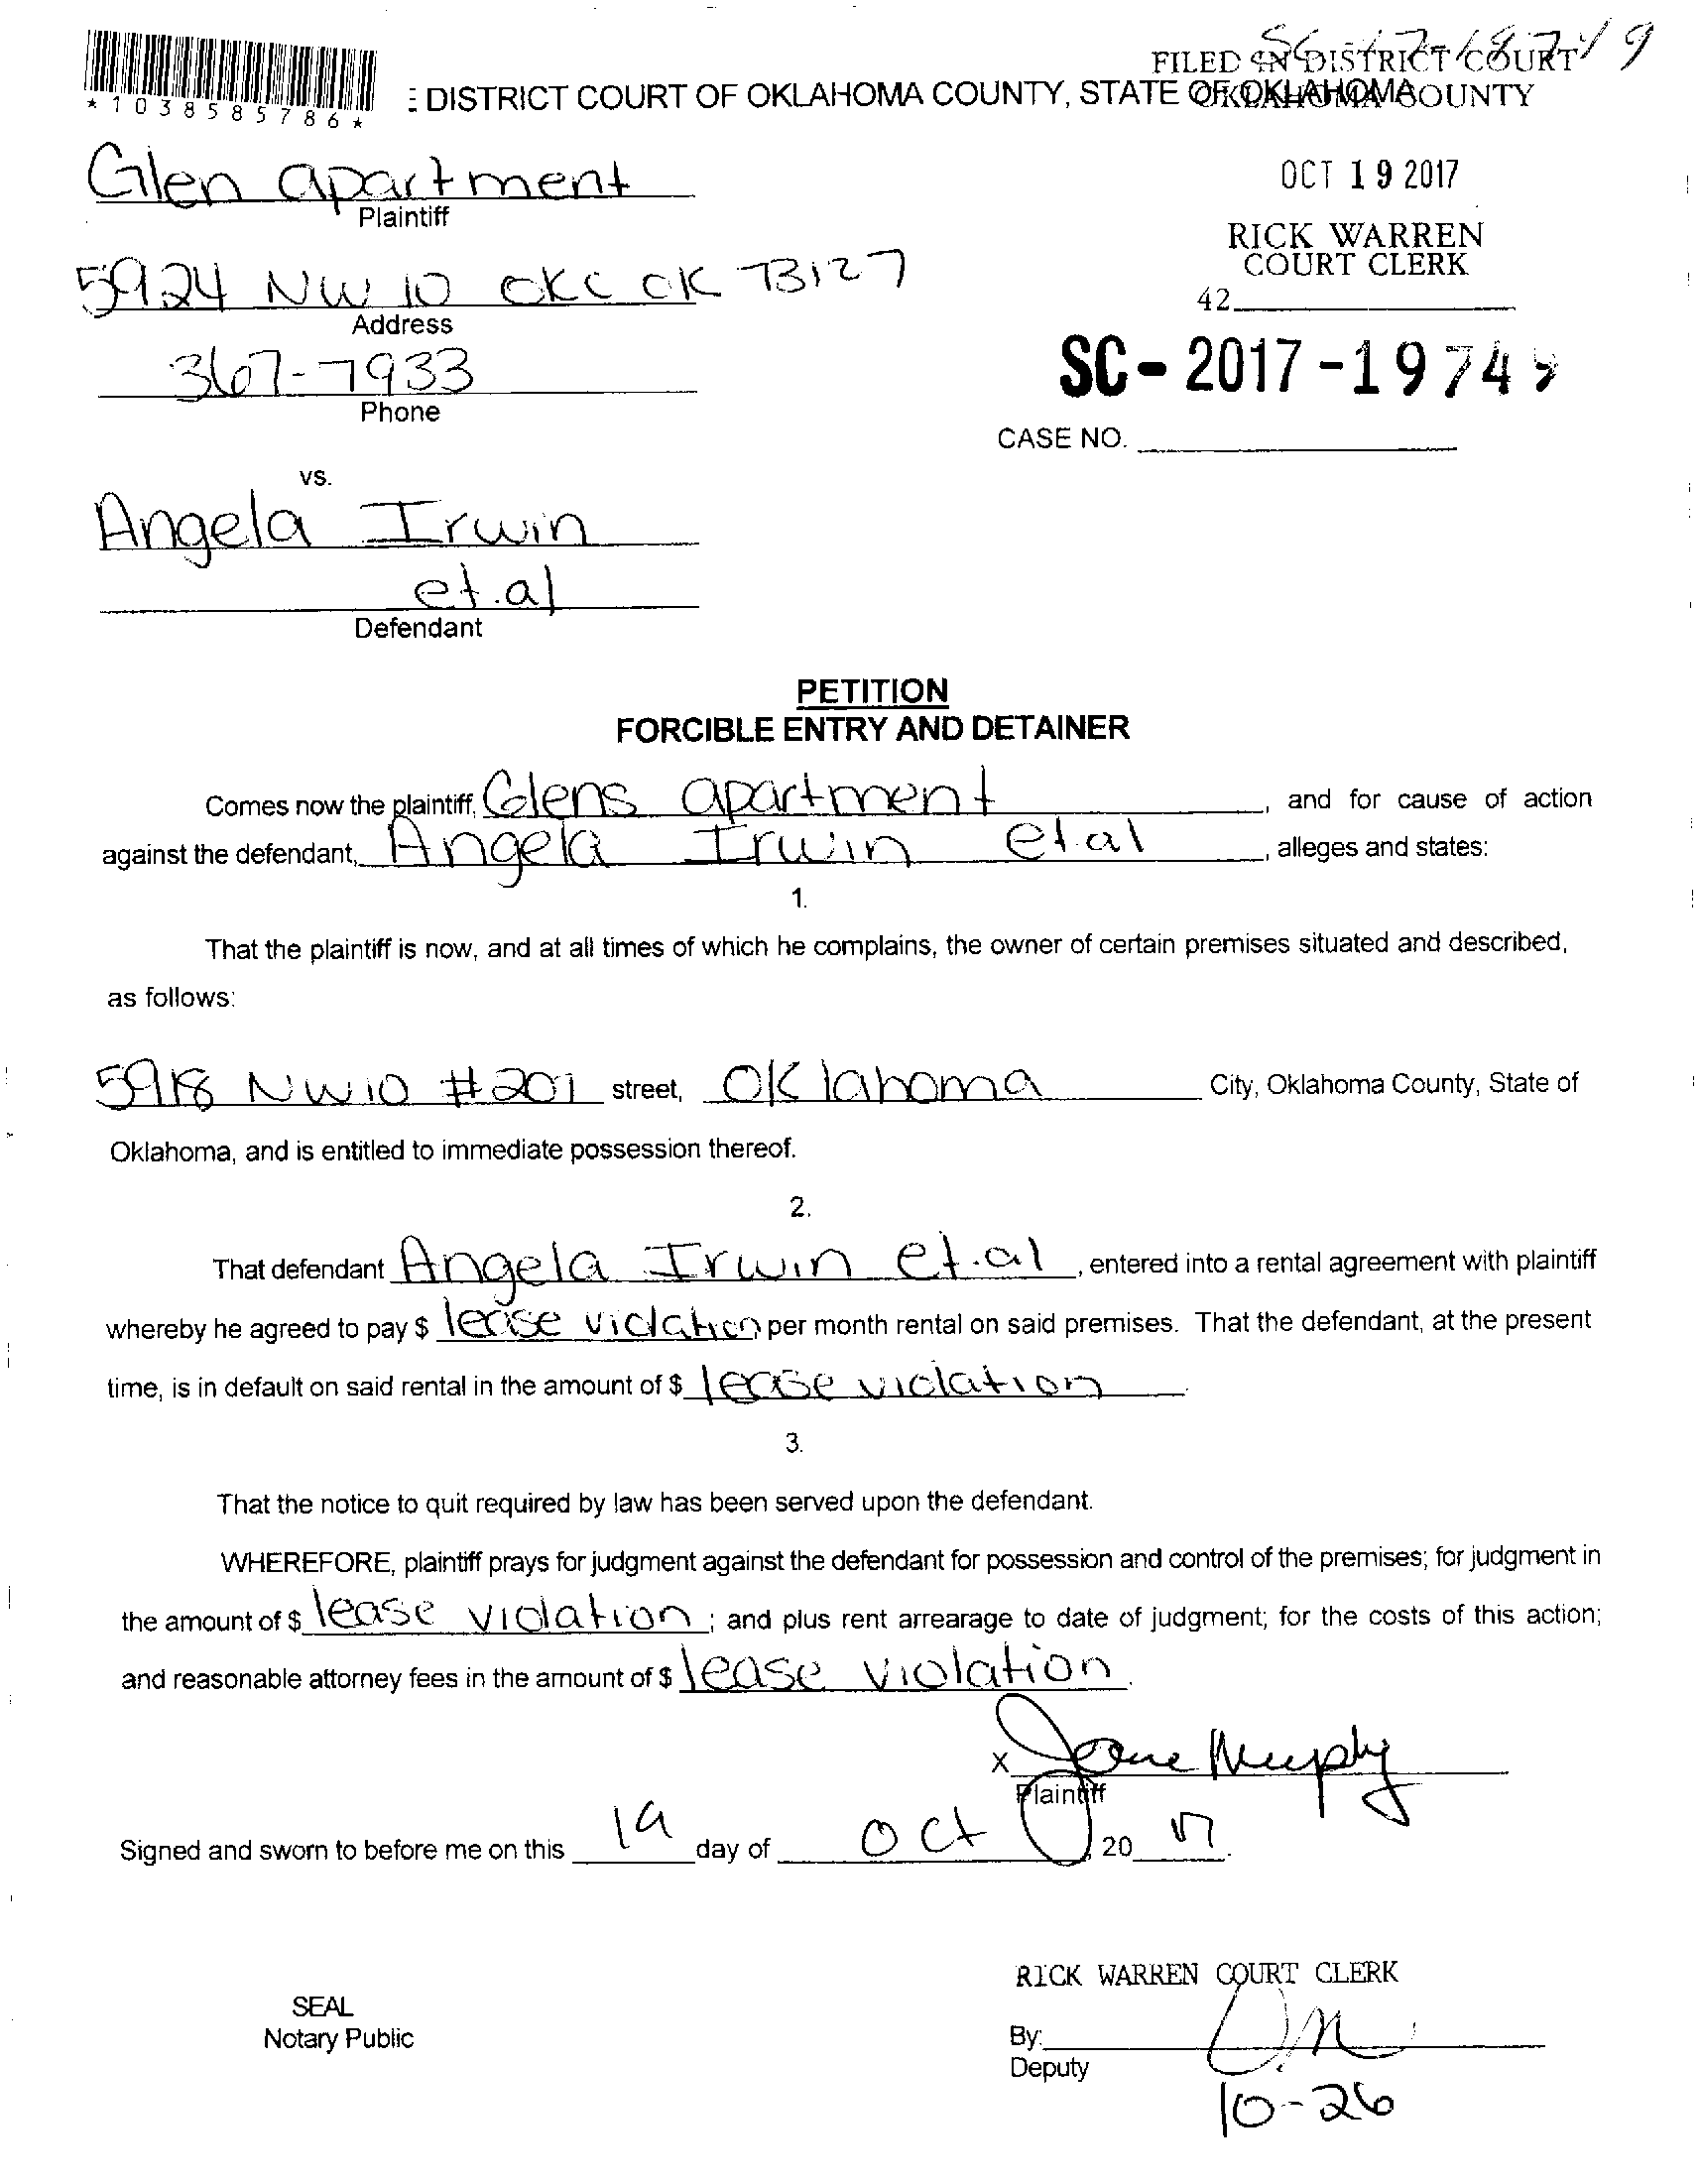 FILED IN DISTRICT COURT
E DISTRICT COURT OF OKLAHOMA COUNTY, STATE OF OKLAHOMA
OKLAHOMA COUNTY
*1038585786*
Glen apartment
Plaintiff
OCT 19 2017
RICK WARREN
COURT CLERK
5924 NW 10 OKC OK 73127
Address
42
367-7933
Phone
SC-2017-1974
CASE NO.
vs.
Angela Irwin
et.al
Defendant
PETITION
FORCIBLE ENTRY AND DETAINER
Comes now the plaintiff, Glens apartment, and for cause of action
against the defendant, Angela Irwin et.al, alleges and states:
1.
That the plaintiff is now, and at all times of which he complains, the owner of certain premises situated and described,
as follows:
5918 NW10 #201 street, Oklahoma City, Oklahoma County, State of
Oklahoma, and is entitled to immediate possession thereof.
2.
That defendant Angela Irwin et.al, entered into a rental agreement with plaintiff
whereby he agreed to pay $ lease violation per month rental on said premises. That the defendant, at the present
time, is in default on said rental in the amount of $ lease violation.
3.
That the notice to quit required by law has been served upon the defendant.
WHEREFORE, plaintiff prays for judgment against the defendant for possession and control of the premises; for judgment in
the amount of $ lease violation; and plus rent arrearage to date of judgment; for the costs of this action;
and reasonable attorney fees in the amount of $ lease violation.
X Murphy
Plaintiff
Signed and sworn to before me on this 19 day of Oct, 20 17.
RICK WARREN COURT CLERK
SEAL
Notary Public
By:
Deputy
10-26